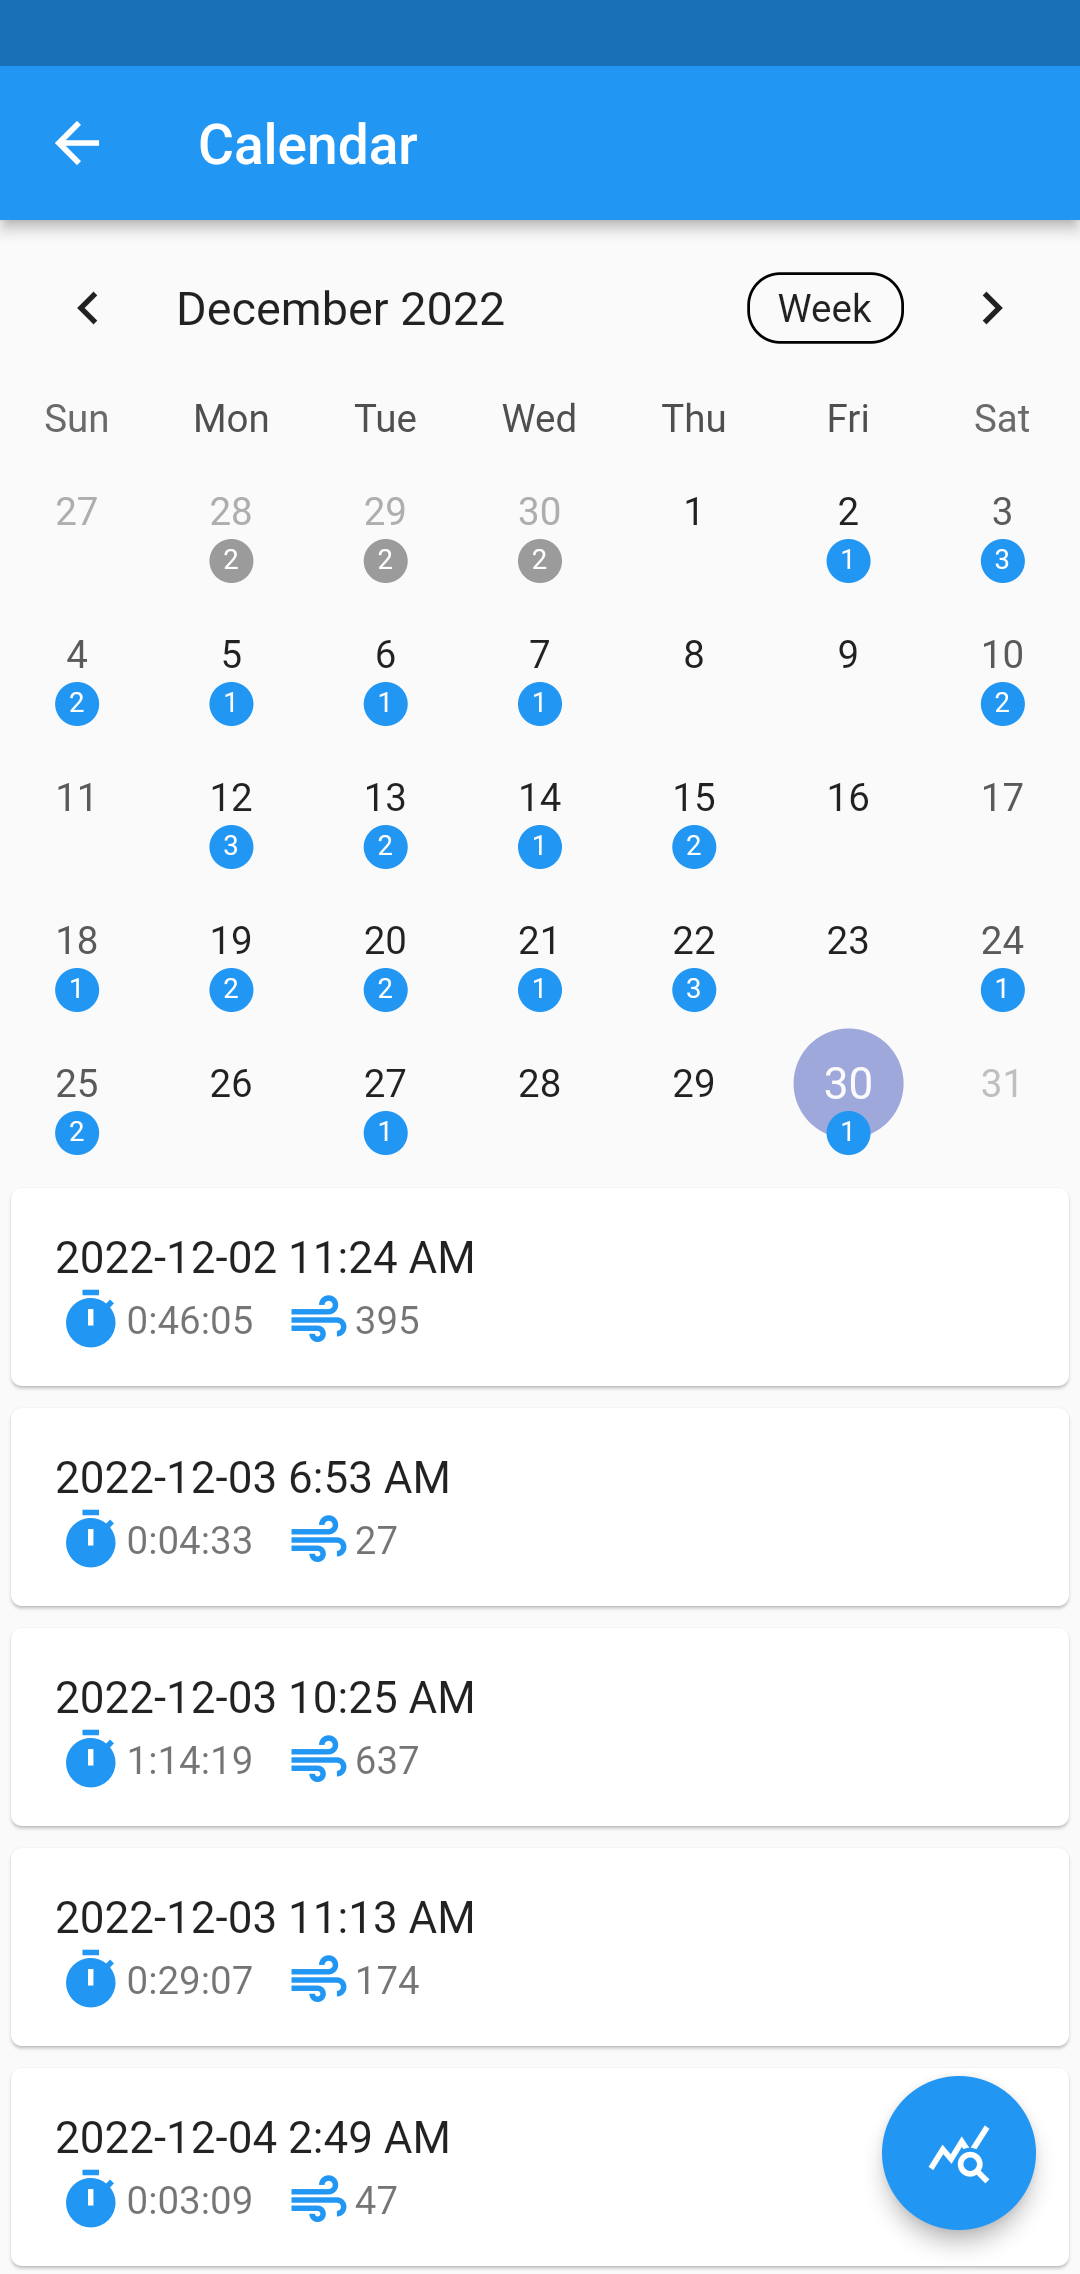 Calendar
December 2022 Week
Sun Mon Tue Wed Thu Fri Sat
27 28 29 30 1 2 3
2 2 2 1 3
4 5 6 7 8 9 10
2 1 1 1 2
11 12 13 14 15 16 17
3 2 1 2
18 19 20 21 22 23 24
1 2 2 1 3 1
25 26 27 28 29 30 31
2 1 1
2022-12-02 11:24 AM
0:46:05 395
2022-12-03 6:53 AM
0:04:33 27
2022-12-03 10:25 AM
1:14:19 637
2022-12-03 11:13 AM
0:29:07 174
2022-12-04 2:49 AM
0:03:09 47